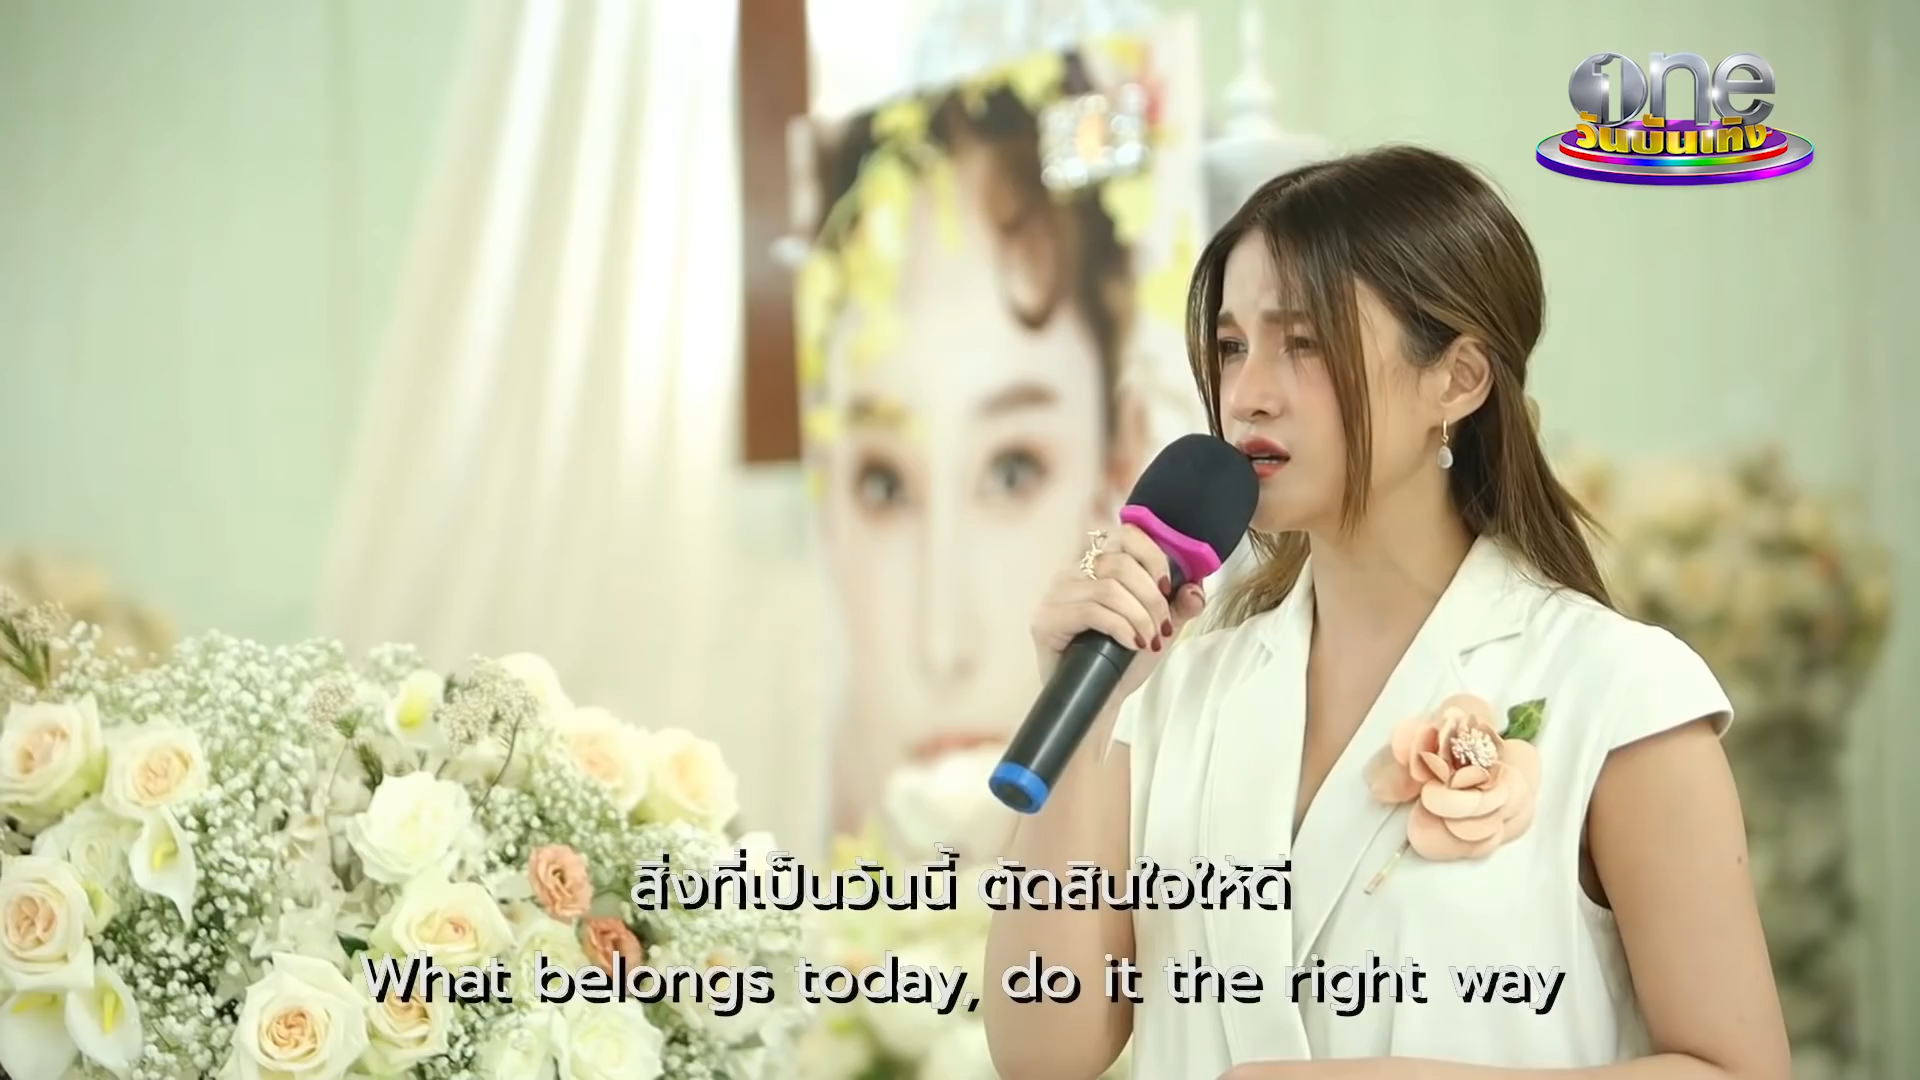 one
วันบันเทิง
สิ่งที่เป็นวันนี้ ตัดสินใจให้ดี
What belongs today, do it the right way